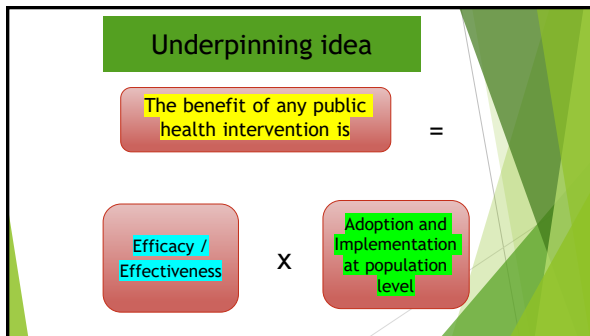 Underpinning idea
The benefit of any public
health intervention is
=
Efficacy /
Effectiveness
x
Adoption and
Implementation
at population
level